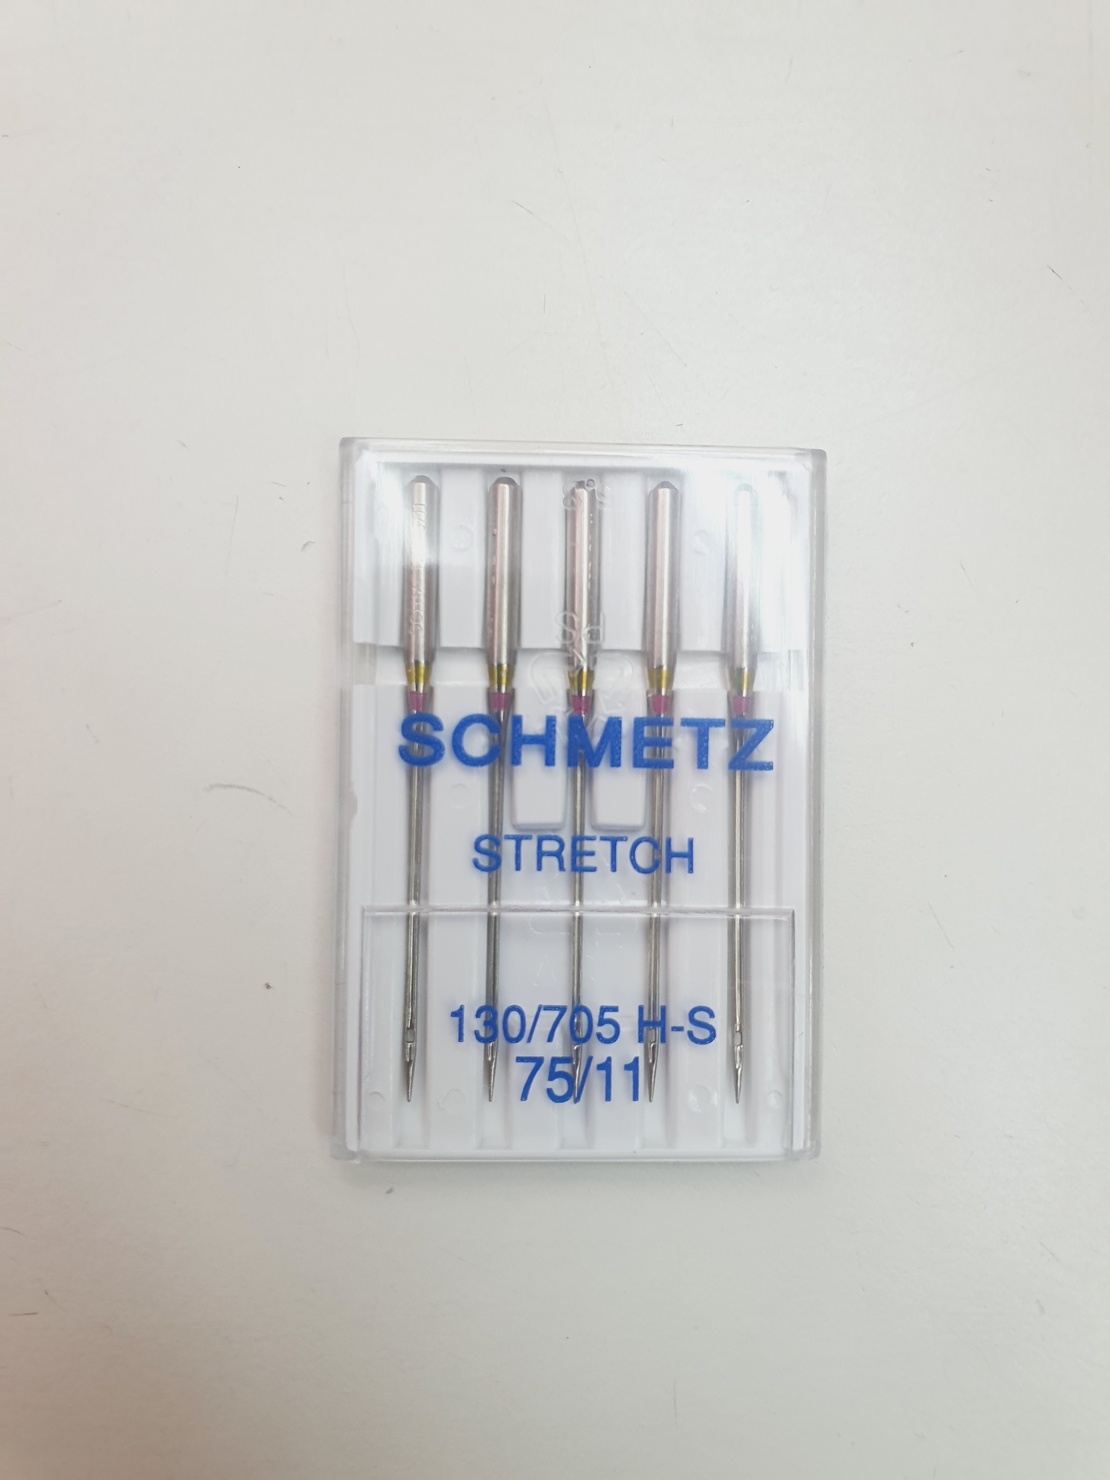 SCHMETZ
STRETCH
130/705 H-S
75/11